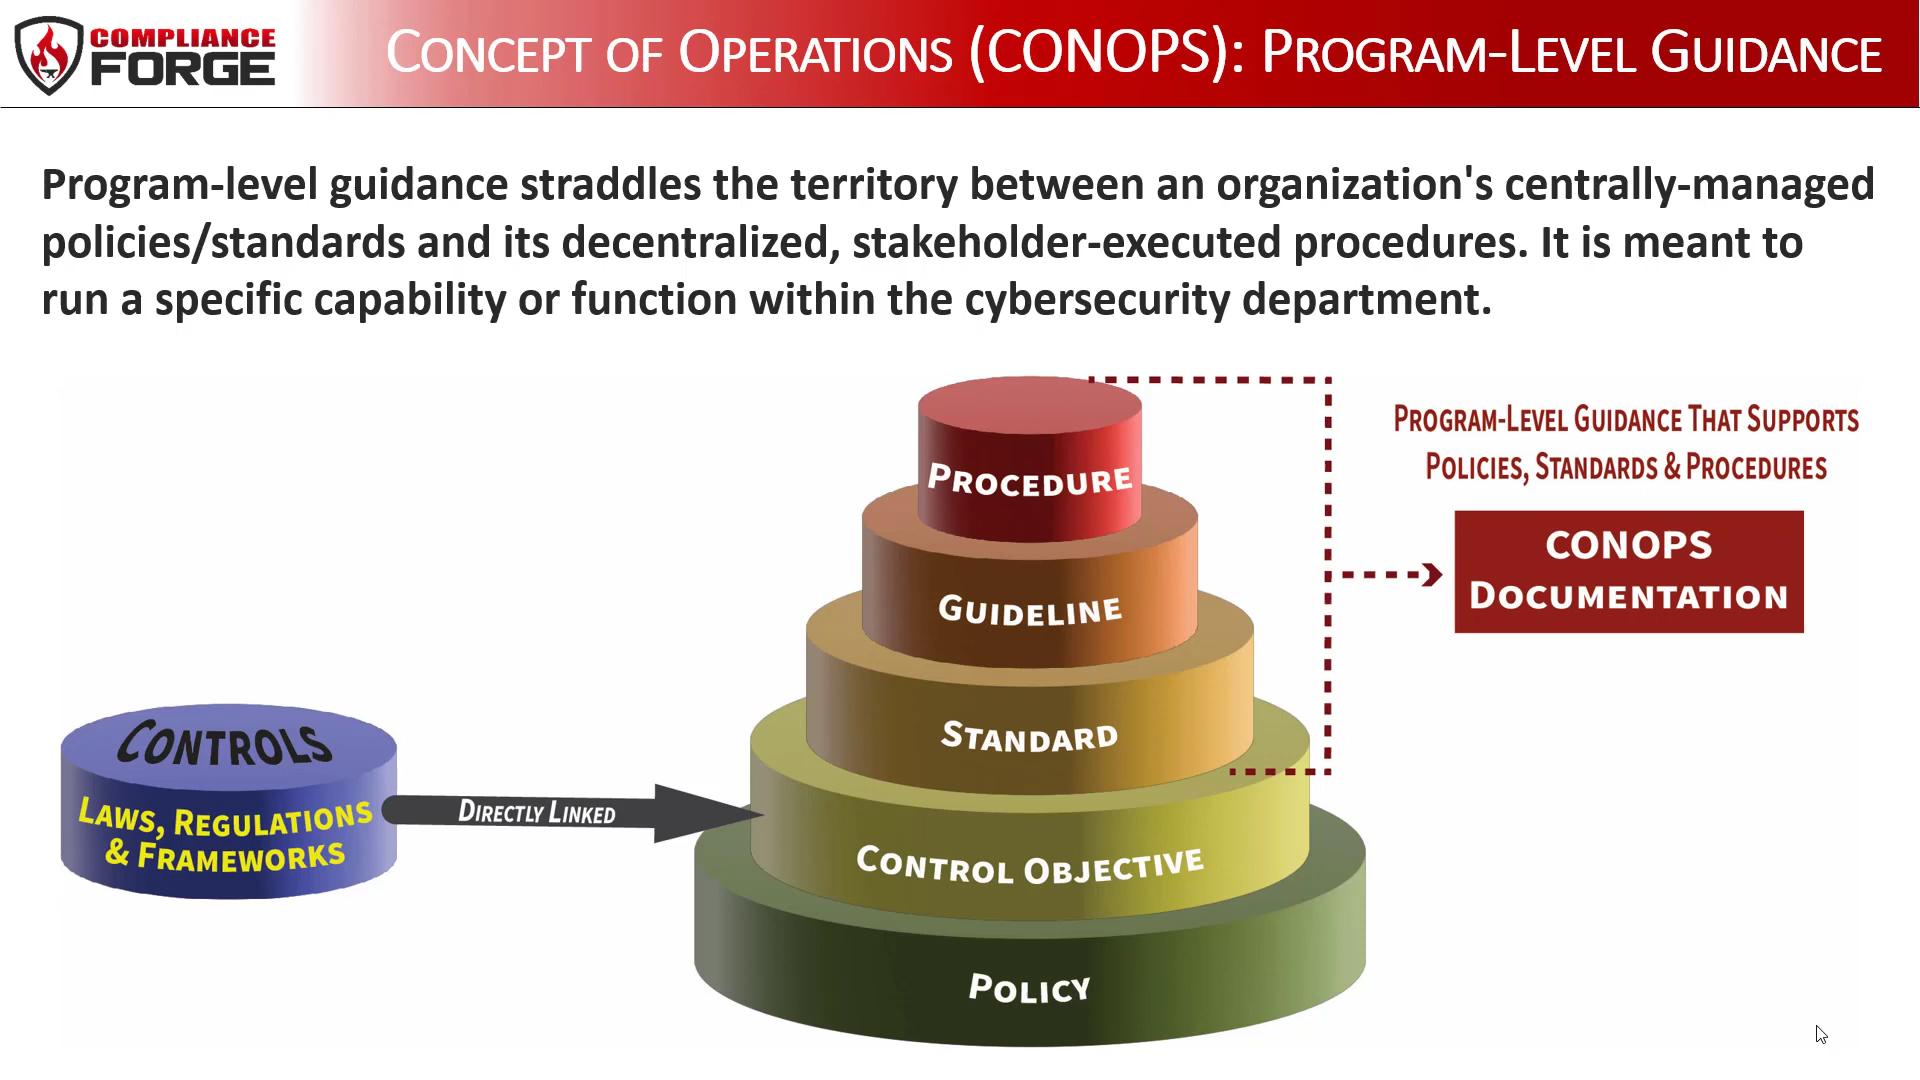 COMPLIANCE
FORGE
CONCEPT OF OPERATIONS (CONOPS): PROGRAM-LEVEL GUIDANCE
Program-level guidance straddles the territory between an organization's centrally-managed
policies/standards and its decentralized, stakeholder-executed procedures. It is meant to
run a specific capability or function within the cybersecurity department.
PROGRAM-LEVEL GUIDANCE THAT SUPPORTS
POLICIES, STANDARDS & PROCEDURES
CONOPS
DOCUMENTATION
PROCEDURE
GUIDELINE
STANDARD
CONTROL OBJECTIVE
POLICY
CONTROLS
LAWS, REGULATIONS
& FRAMEWORKS
DIRECTLY LINKED